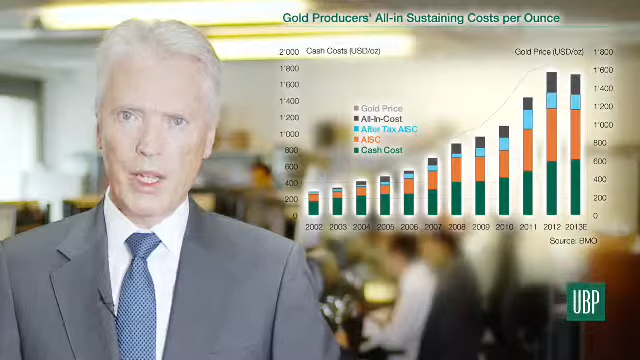 Gold Producers' All-in Sustaining Costs per Ounce
2'000 Cash Costs (USD/oz) Gold Price (USD/oz) 1'800
1'800 1'600
1'600 1'400
1'400 1'200
1'200 1'000
1'000 800
800 600
600 400
400 200
200 0
0
Gold Price
All-In-Cost
After Tax AISC
AISC
Cash Cost
2002 2003 2004 2005 2006 2007 2008 2009 2010 2011 2012 2013E
Source: BMO
UBP